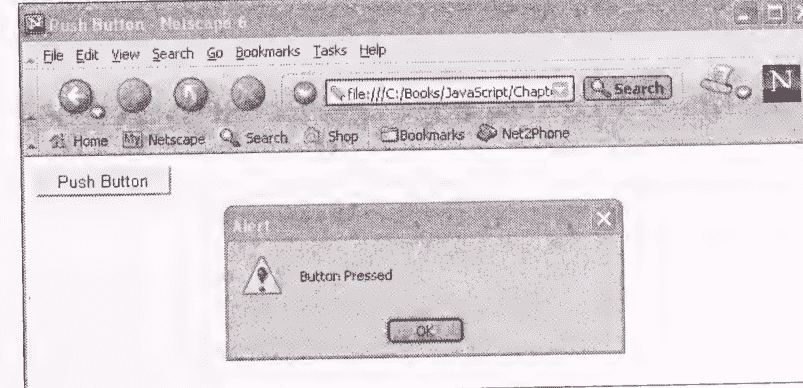 N Push Button - Netscape 6
File Edit View Search Go Bookmarks Tasks Help
file:///C:/Books/JavaScript/Chapt Search N
Home My Netscape Search Shop Bookmarks Net2Phone
Push Button
Alert
Button Pressed
OK